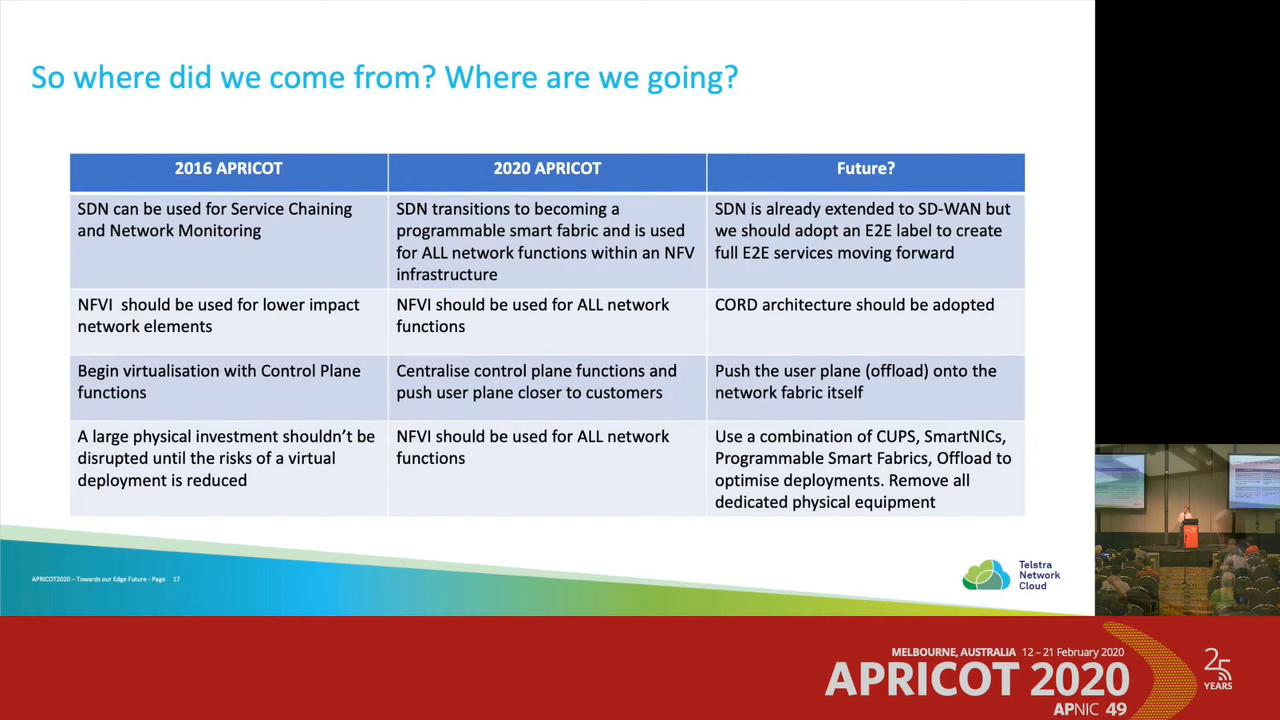 So where did we come from? Where are we going?
2016 APRICOT
2020 APRICOT
Future?
SDN can be used for Service Chaining
and Network Monitoring
SDN transitions to becoming a
programmable smart fabric and is used
for ALL network functions within an NFV
infrastructure
SDN is already extended to SD-WAN but
we should adopt an E2E label to create
full E2E services moving forward
NFVI should be used for lower impact
network elements
NFVI should be used for ALL network
functions
CORD architecture should be adopted
Begin virtualisation with Control Plane
functions
Centralise control plane functions and
push user plane closer to customers
Push the user plane (offload) onto the
network fabric itself
A large physical investment shouldn't be
disrupted until the risks of a virtual
deployment is reduced
NFVI should be used for ALL network
functions
Use a combination of CUPS, SmartNICs,
Programmable Smart Fabrics, Offload to
optimise deployments. Remove all
dedicated physical equipment
APRICOT2020 – Towards our Edge Future - Page 17
Telstra
Network
Cloud
MELBOURNE, AUSTRALIA 12 – 21 February 2020
APRICOT 2020
APNIC 49
25
YEARS